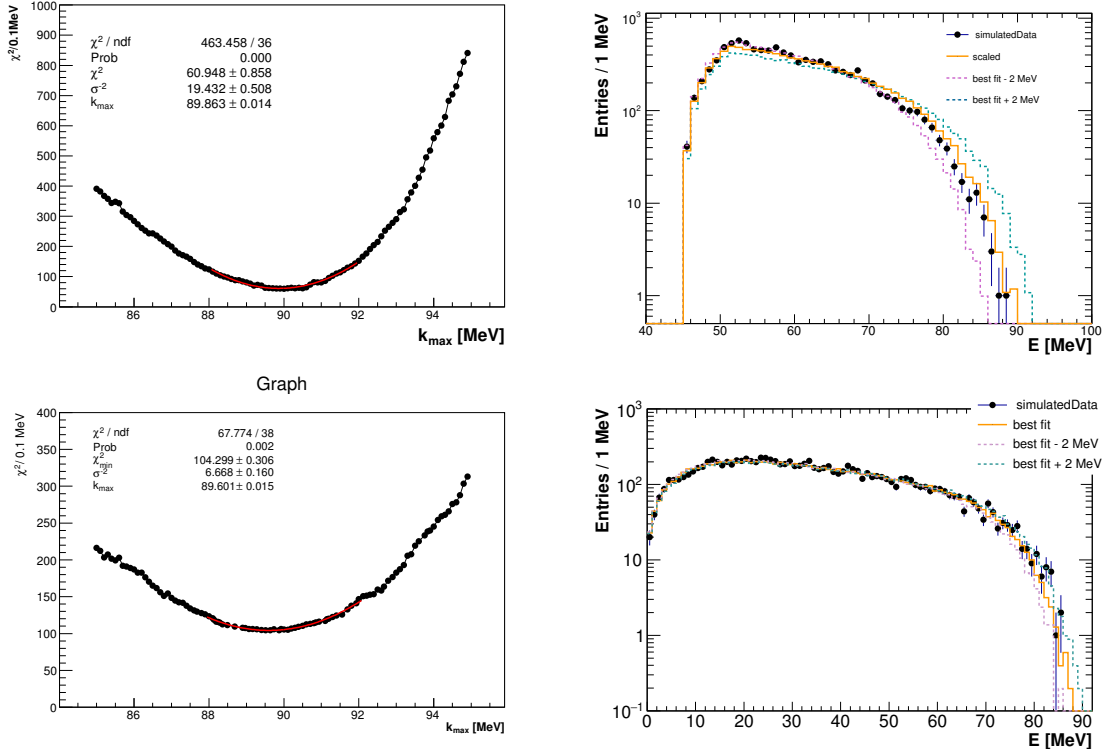 χ²/0.1MeV
1000
900
800
700
600
500
400
300
200
100
0
χ² / ndf 463.458 / 36
Prob 0.000
χ² 60.948 ± 0.858
σ⁻² 19.432 ± 0.508
k_max 89.863 ± 0.014
86 88 90 92 94
k_max [MeV]
Entries / 1 MeV
10³
10²
10
1
simulatedData
scaled
best fit - 2 MeV
best fit + 2 MeV
40 50 60 70 80 90 100
E [MeV]
Graph
χ²/ 0.1 MeV
400
350
300
250
200
150
100
50
0
χ² / ndf 67.774 / 38
Prob 0.002
χ²_min 104.299 ± 0.306
σ⁻² 6.668 ± 0.160
k_max 89.601 ± 0.015
86 88 90 92 94
k_max [MeV]
Entries / 1 MeV
10³
10²
10
1
10⁻¹
simulatedData
best fit
best fit - 2 MeV
best fit + 2 MeV
0 10 20 30 40 50 60 70 80 90
E [MeV]